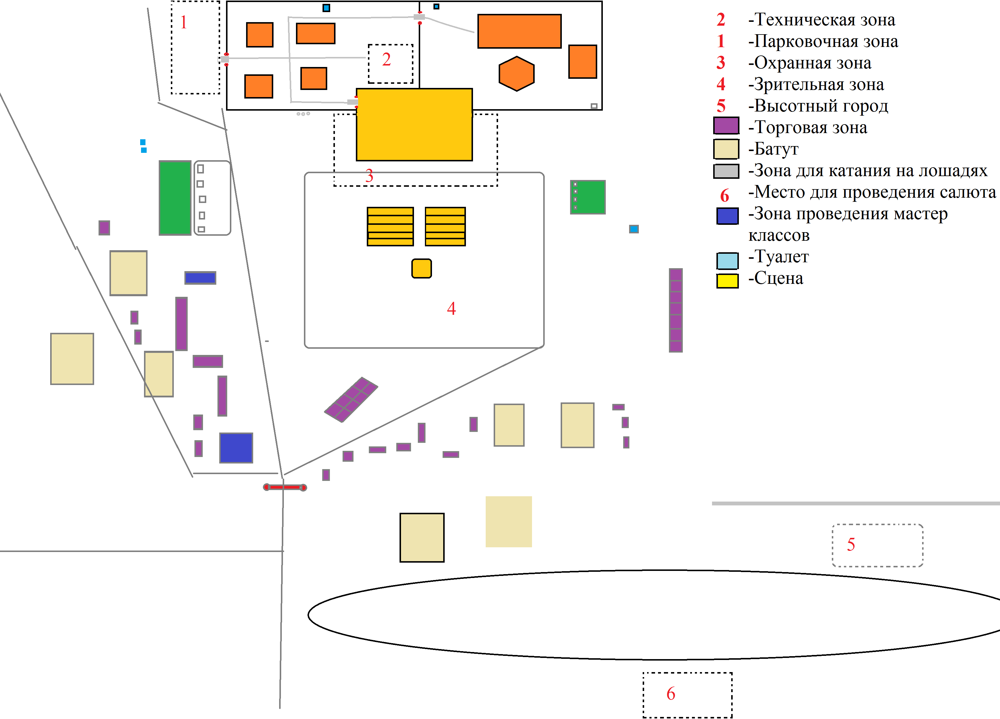 1
2
3
4
5
6
2 -Техническая зона
1 -Парковочная зона
3 -Охранная зона
4 -Зрительная зона
5 -Высотный город
-Торговая зона
-Батут
-Зона для катания на лошадях
6 -Место для проведения салюта
-Зона проведения мастер
классов
-Туалет
-Сцена